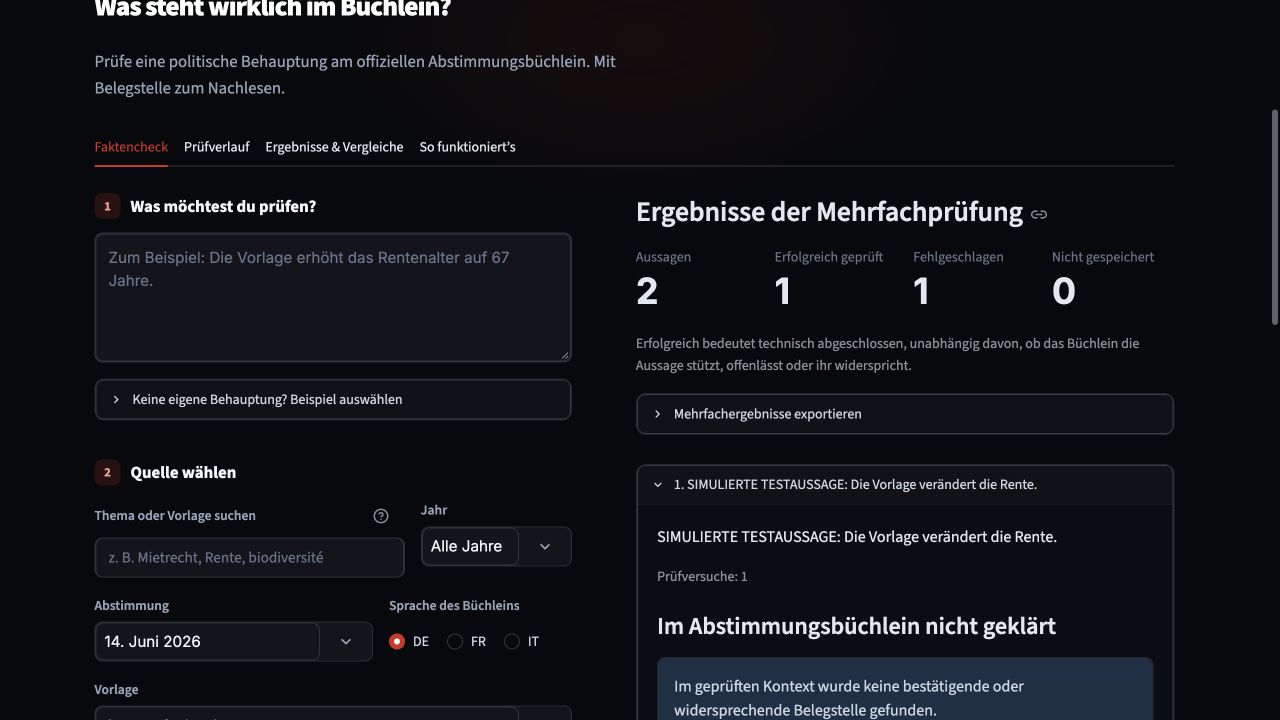 Was steht wirklich im Büchlein?
Prüfe eine politische Behauptung am offiziellen Abstimmungsbüchlein. Mit
Belegstelle zum Nachlesen.
Faktencheck
Prüfverlauf
Ergebnisse & Vergleiche
So funktioniert’s
1
Was möchtest du prüfen?
Zum Beispiel: Die Vorlage erhöht das Rentenalter auf 67
Jahre.
Keine eigene Behauptung? Beispiel auswählen
2
Quelle wählen
Thema oder Vorlage suchen
z. B. Mietrecht, Rente, biodiversité
Jahr
Alle Jahre
Abstimmung
14. Juni 2026
Sprache des Büchleins
DE
FR
IT
Vorlage
Ergebnisse der Mehrfachprüfung
Aussagen
2
Erfolgreich geprüft
1
Fehlgeschlagen
1
Nicht gespeichert
0
Erfolgreich bedeutet technisch abgeschlossen, unabhängig davon, ob das Büchlein die
Aussage stützt, offenlässt oder ihr widerspricht.
Mehrfachergebnisse exportieren
1. SIMULIERTE TESTAUSSAGE: Die Vorlage verändert die Rente.
SIMULIERTE TESTAUSSAGE: Die Vorlage verändert die Rente.
Prüfversuche: 1
Im Abstimmungsbüchlein nicht geklärt
Im geprüften Kontext wurde keine bestätigende oder
widersprechende Belegstelle gefunden.